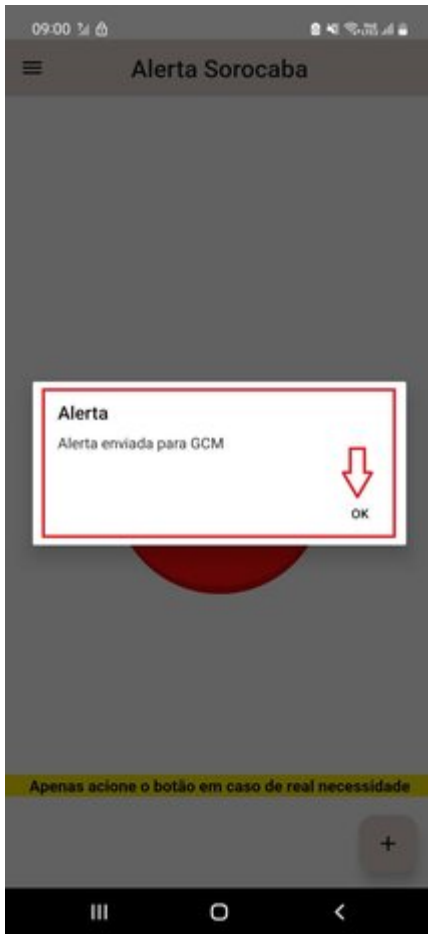 09:00
Alerta Sorocaba
Alerta
Alerta enviada para GCM
OK
Apenas acione o botão em caso de real necessidade
+